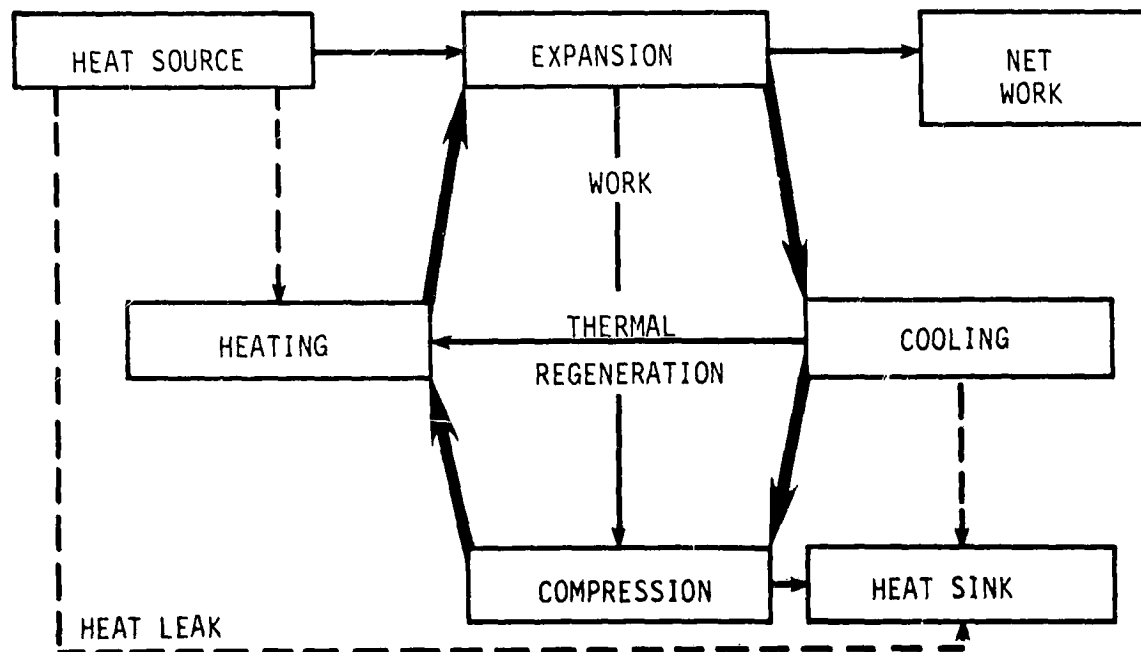 HEAT SOURCE
EXPANSION
NET
WORK
WORK
HEATING
THERMAL
REGENERATION
COOLING
COMPRESSION
HEAT SINK
HEAT LEAK